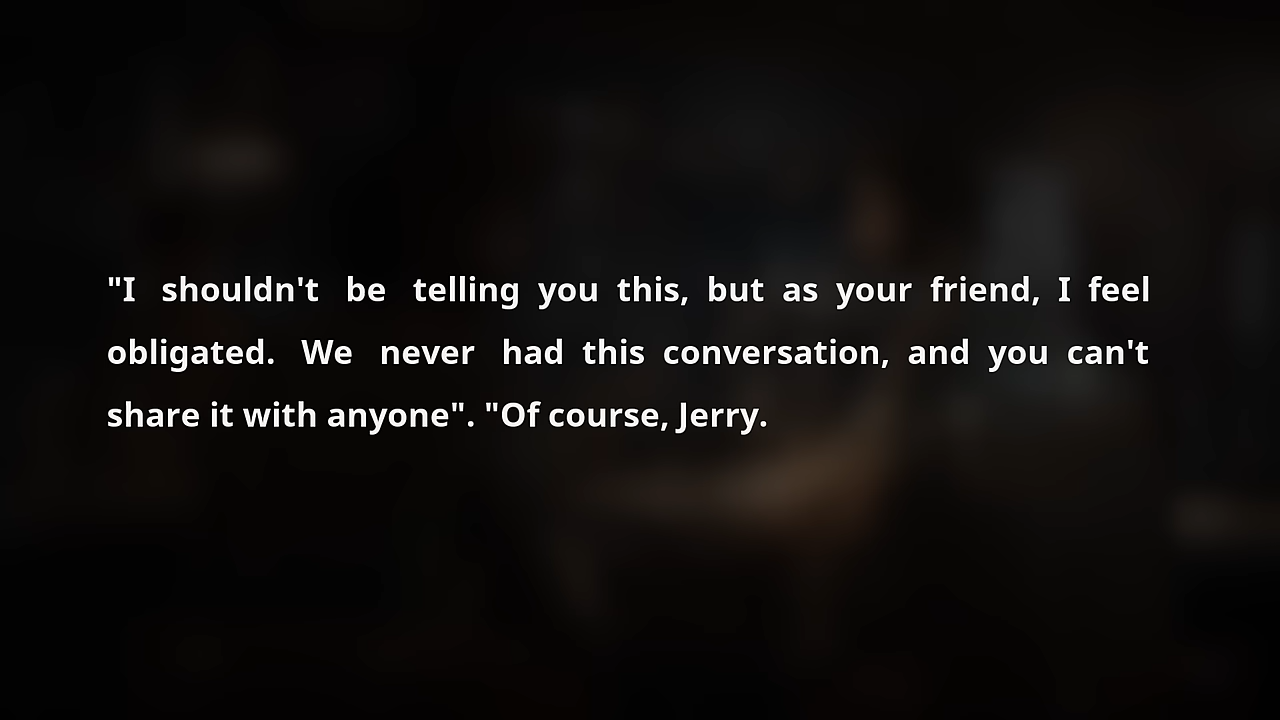 "I shouldn't be telling you this, but as your friend, I feel
obligated. We never had this conversation, and you can't
share it with anyone". "Of course, Jerry.